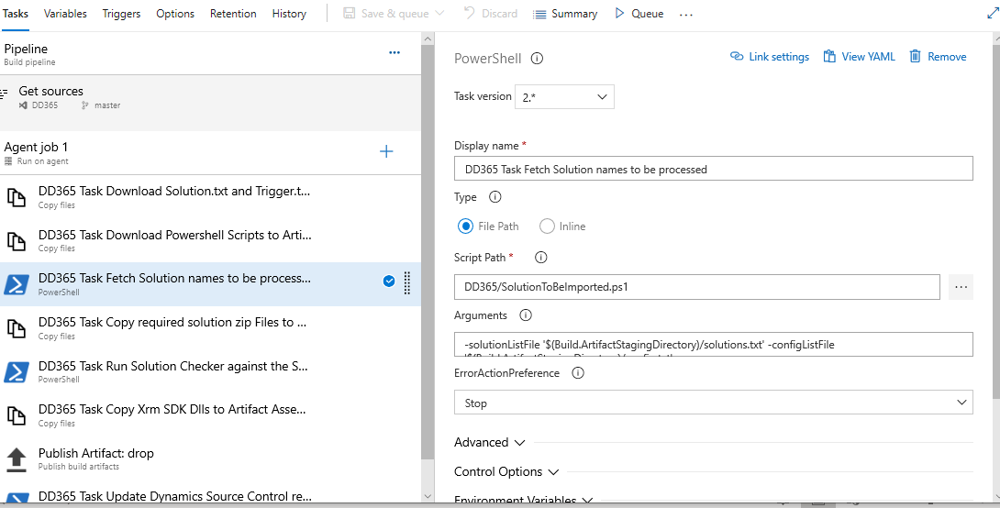 Tasks Variables Triggers Options Retention History Save & queue Discard Summary Queue ...
Pipeline
Build pipeline
Get sources
DD365 master
Agent job 1
Run on agent
DD365 Task Download Solution.txt and Trigger.t...
Copy files
DD365 Task Download Powershell Scripts to Arti...
Copy files
DD365 Task Fetch Solution names to be process...
PowerShell
DD365 Task Copy required solution zip Files to ...
Copy files
DD365 Task Run Solution Checker against the S...
PowerShell
DD365 Task Copy Xrm SDK Dlls to Artifact Asse...
Copy files
Publish Artifact: drop
Publish build artifacts
DD365 Task Update Dynamics Source Control re...
PowerShell
Link settings View YAML Remove
Task version 2.*
Display name *
DD365 Task Fetch Solution names to be processed
Type
File Path Inline
Script Path *
DD365/SolutionToBeImported.ps1
Arguments
-solutionListFile '$(Build.ArtifactStagingDirectory)/solutions.txt' -configListFile
ErrorActionPreference
Stop
Advanced
Control Options
Environment Variables